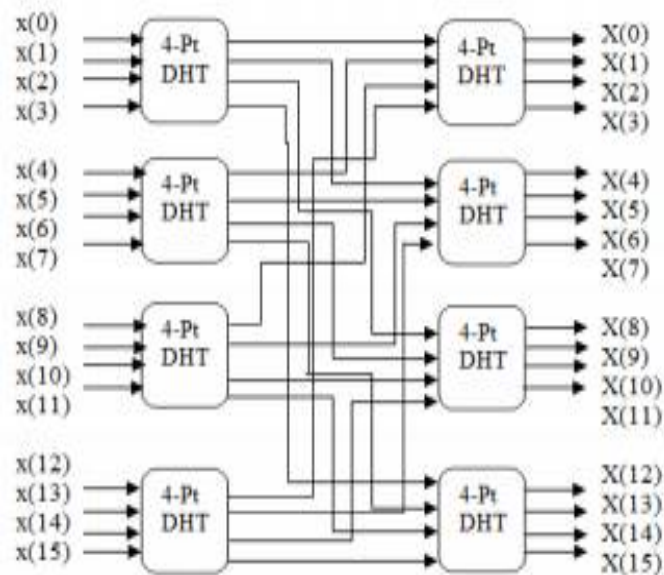 x(0)
x(1)
x(2)
x(3)
4-Pt
DHT
4-Pt
DHT
X(0)
X(1)
X(2)
X(3)
x(4)
x(5)
x(6)
x(7)
4-Pt
DHT
4-Pt
DHT
X(4)
X(5)
X(6)
X(7)
x(8)
x(9)
x(10)
x(11)
4-Pt
DHT
4-Pt
DHT
X(8)
X(9)
X(10)
X(11)
x(12)
x(13)
x(14)
x(15)
4-Pt
DHT
4-Pt
DHT
X(12)
X(13)
X(14)
X(15)